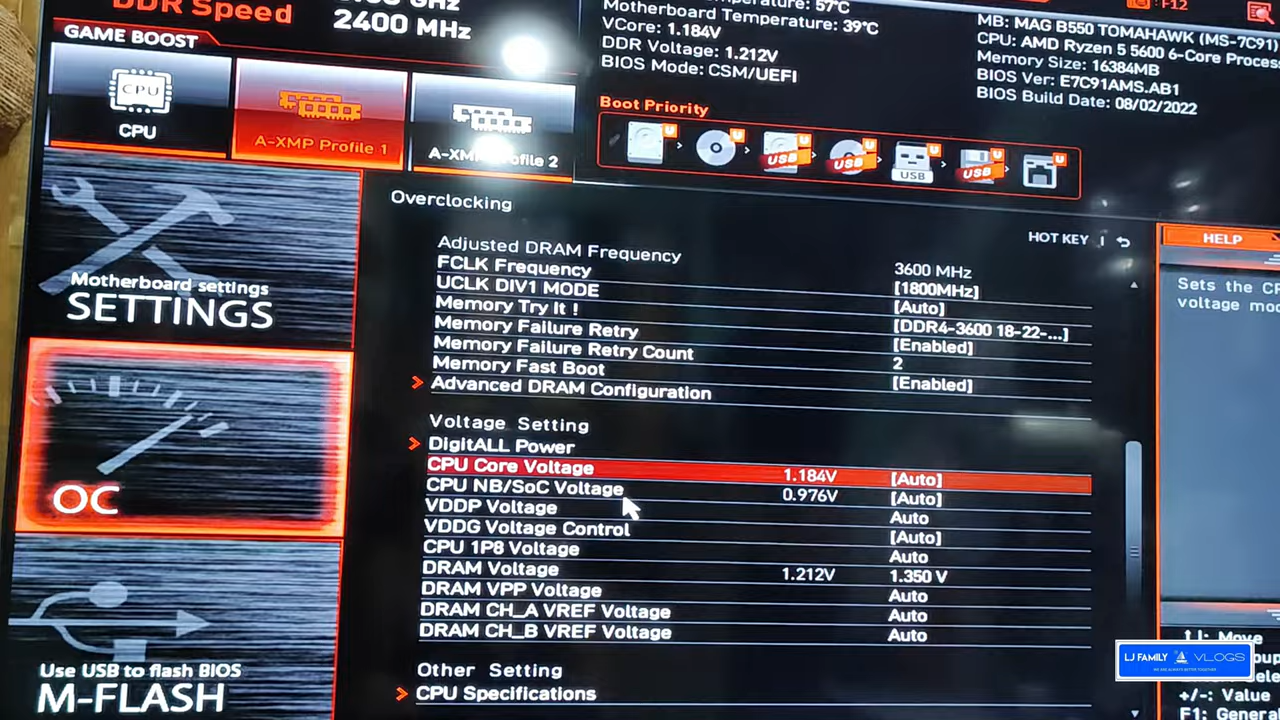 DDR Speed
2400 MHz
GAME BOOST
CPU
CPU
A-XMP Profile 1
Motherboard settings
SETTINGS
OC
Use USB to flash BIOS
M-FLASH
Motherboard Temperature: 39°C
VCore: 1.184V
DDR Voltage: 1.212V
BIOS Mode: CSM/UEFI
MB: MAG B550 TOMAHAWK (MS-7C91)
CPU: AMD Ryzen 5 5600 6-Core
Memory Size: 16384MB
BIOS Ver: E7C91AMS.AB1
BIOS Build Date: 08/02/2022
F12
Boot Priority
U U U U U U U
USB USB USB USB
Overclocking
HOT KEY
Adjusted DRAM Frequency 3600 MHz
FCLK Frequency [1800MHz]
UCLK DIV1 MODE [Auto]
Memory Try It ! [DDR4-3600 18-22-...]
Memory Failure Retry [Enabled]
Memory Failure Retry Count 2
Memory Fast Boot [Enabled]
> Advanced DRAM Configuration
Voltage Setting
> DigitALL Power
CPU Core Voltage 1.184V [Auto]
CPU NB/SoC Voltage 0.976V [Auto]
VDDP Voltage Auto
VDDG Voltage Control [Auto]
CPU 1P8 Voltage Auto
DRAM Voltage 1.212V 1.350 V
DRAM VPP Voltage Auto
DRAM CH_A VREF Voltage Auto
DRAM CH_B VREF Voltage Auto
Other Setting
> CPU Specifications
HELP
Sets the
voltage
Move
+/-: Value
F1:
LJ FAMILY VLOGS